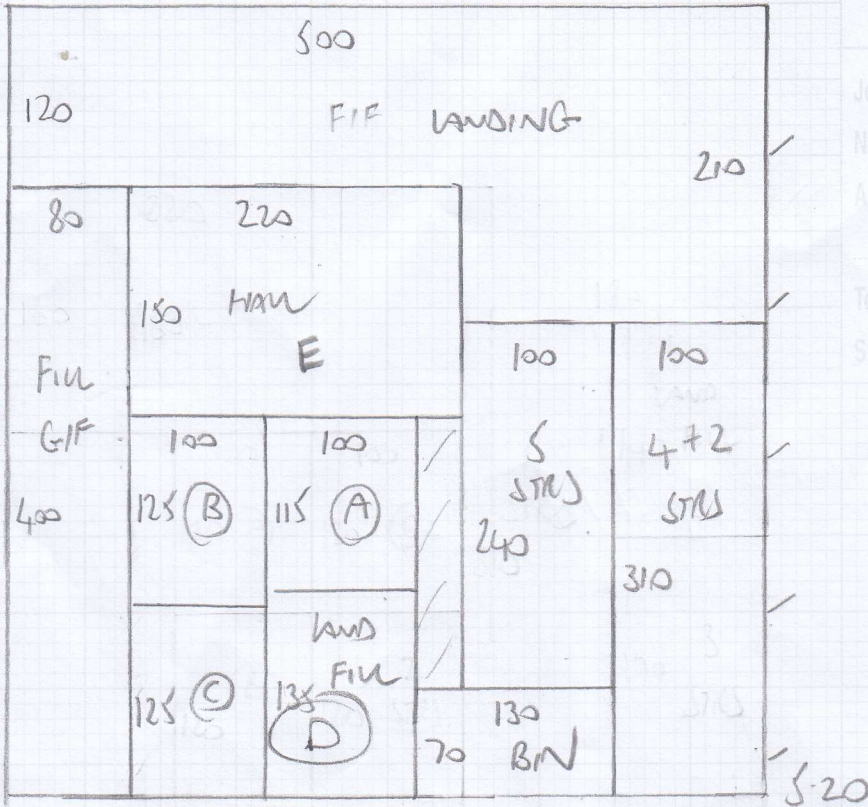 500
120
F/F LANDING
210
80
220
150 HALL
E
100
100
FILL
G/F
100
100
5
4+2
STRS
STRS
400
125 B
115 A
240
310
LAND
FILL
125 C
135
D
130
70 BIN
5.20